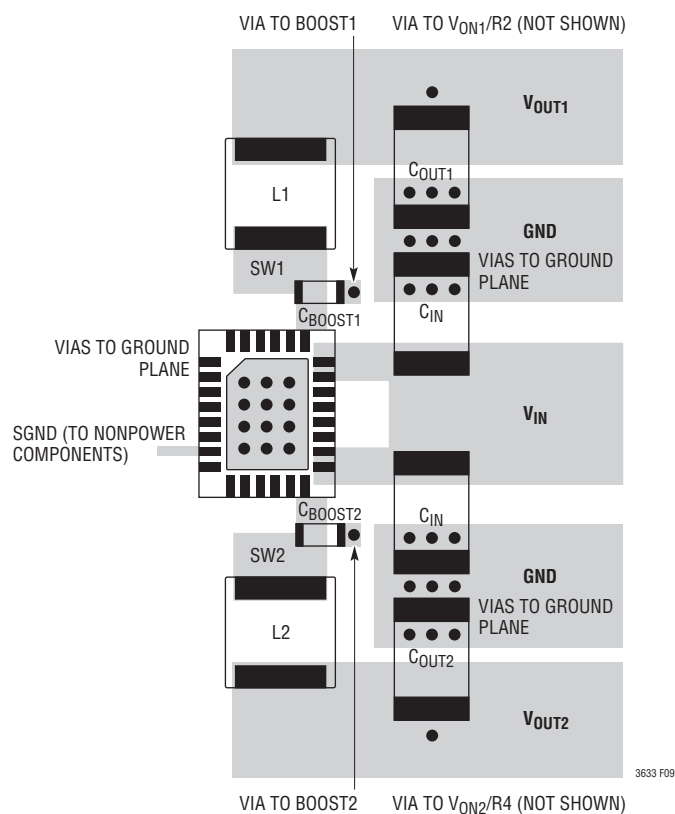 VIA TO BOOST1
VIA TO VON1/R2 (NOT SHOWN)
VOUT1
COUT1
L1
GND
VIAS TO GROUND
PLANE
SW1
CBOOST1
CIN
VIAS TO GROUND
PLANE
VIN
SGND (TO NONPOWER
COMPONENTS)
CBOOST2
CIN
SW2
GND
VIAS TO GROUND
PLANE
L2
COUT2
VOUT2
3633 F09
VIA TO BOOST2
VIA TO VON2/R4 (NOT SHOWN)